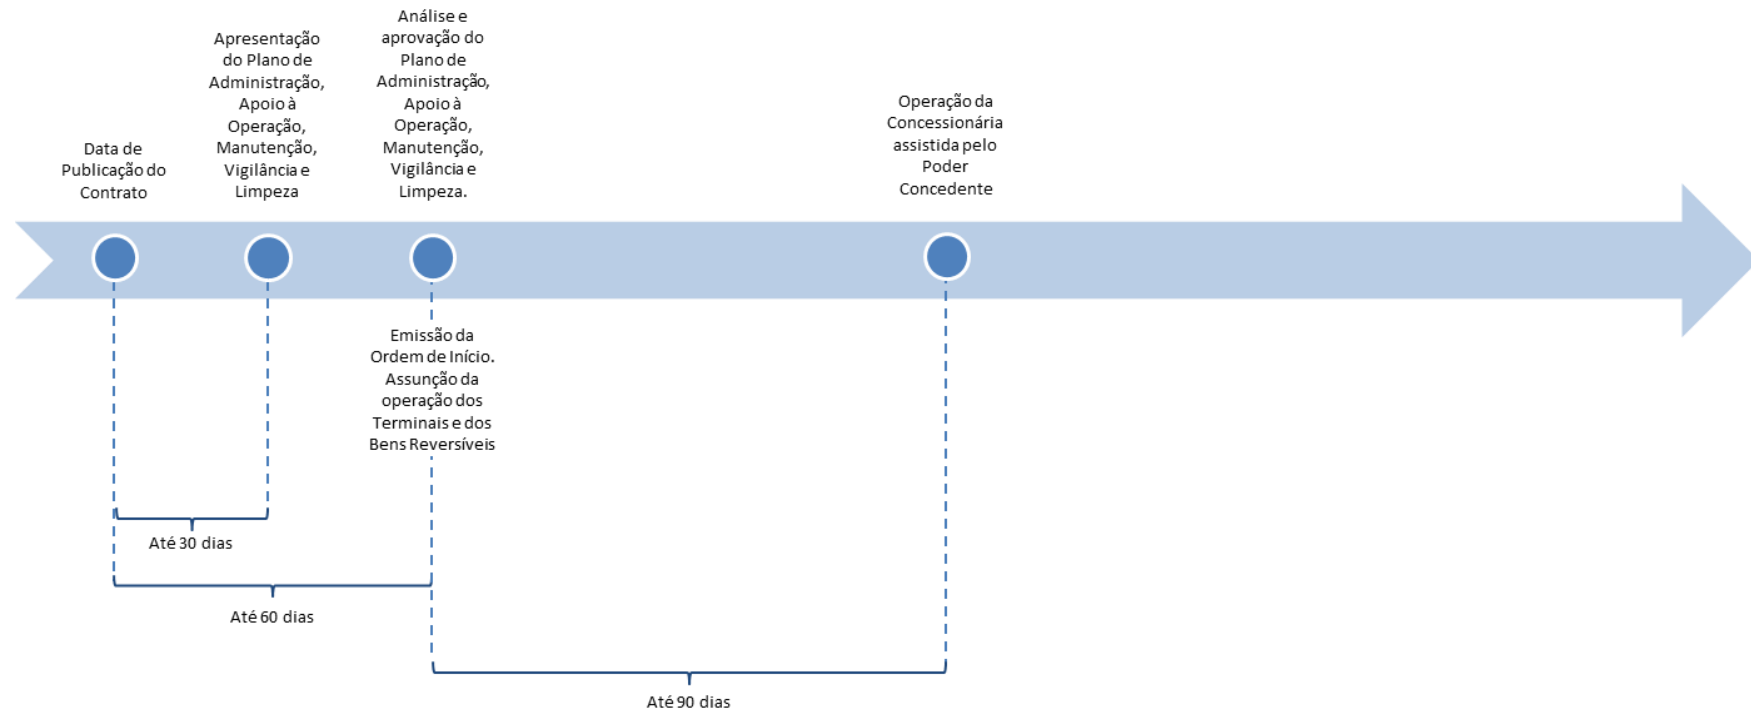 Data de
Publicação do
Contrato
Apresentação
do Plano de
Administração,
Apoio à
Operação,
Manutenção,
Vigilância e
Limpeza
Análise e
aprovação do
Plano de
Administração,
Apoio à
Operação,
Manutenção,
Vigilância e
Limpeza.
Operação da
Concessionária
assistida pelo
Poder
Concedente
Emissão da
Ordem de Início.
Assunção da
operação dos
Terminais e dos
Bens Reversíveis
Até 30 dias
Até 60 dias
Até 90 dias